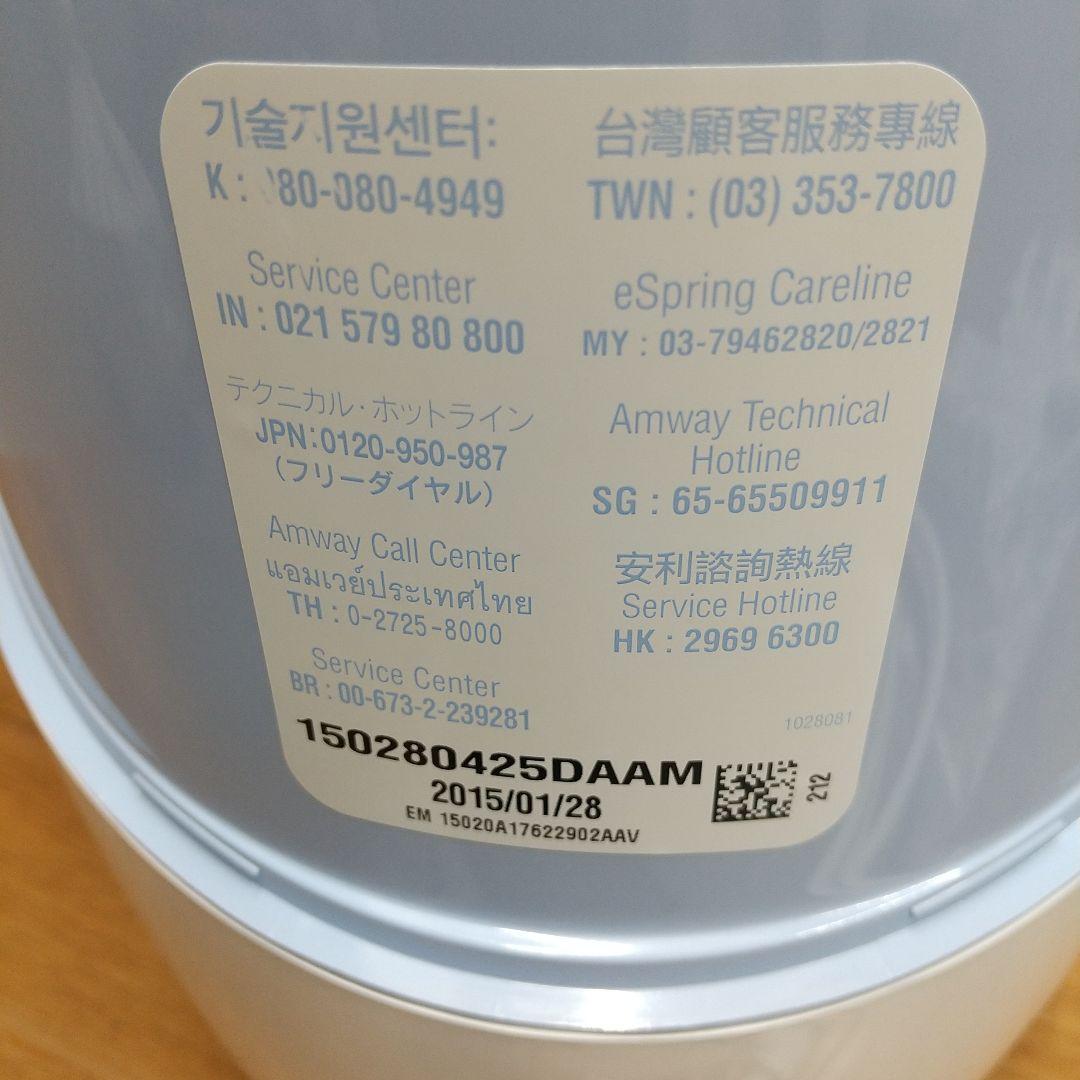 기술지원센터:
K : 080-080-4949
Service Center
IN : 021 579 80 800
テクニカル・ホットライン
JPN:0120-950-987
(フリーダイヤル)
Amway Call Center
แอมเวย์ประเทศไทย
TH : 0-2725-8000
Service Center
BR : 00-673-2-239281
台灣顧客服務專線
TWN : (03) 353-7800
eSpring Careline
MY : 03-79462820/2821
Amway Technical
Hotline
SG : 65-65509911
安利諮詢熱線
Service Hotline
HK : 2969 6300
1028081
150280425DAAM
2015/01/28
EM 15020A17622902AAV
212